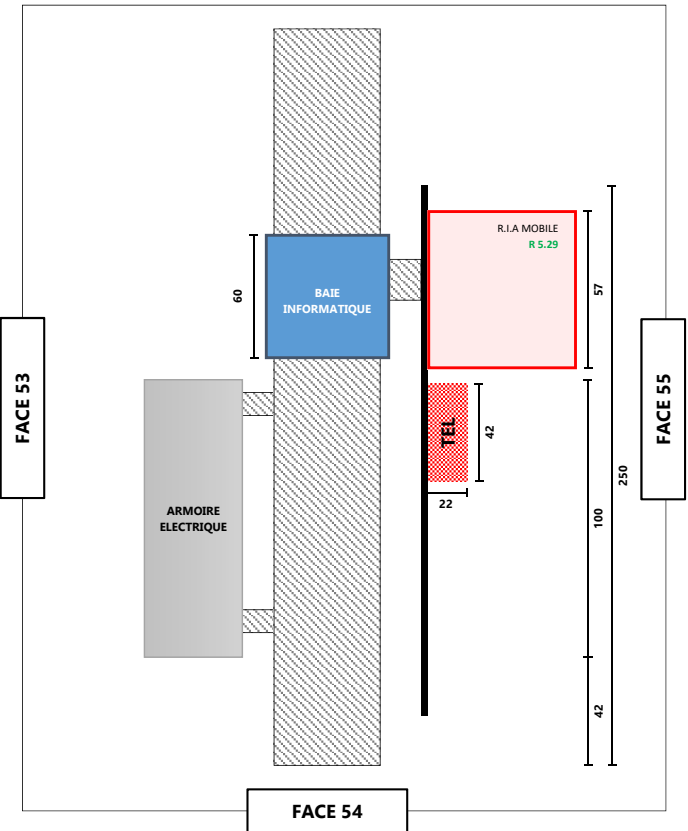 R.I.A MOBILE
R 5.29
60
BAIE
INFORMATIQUE
57
FACE 53
FACE 55
TEL
42
250
22
ARMOIRE
ELECTRIQUE
100
42
FACE 54